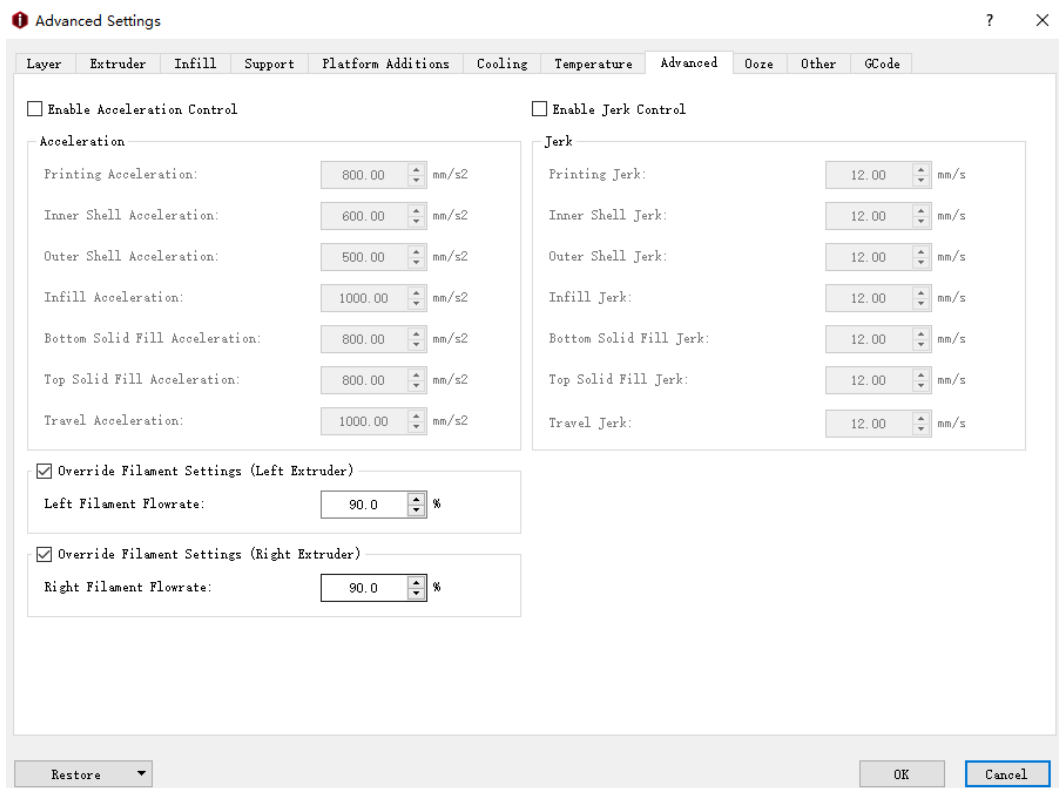 Advanced Settings
?
Layer Extruder Infill Support Platform Additions Cooling Temperature Advanced Ooze Other GCode
Enable Acceleration Control
Acceleration
Printing Acceleration: 800.00 mm/s2
Inner Shell Acceleration: 600.00 mm/s2
Outer Shell Acceleration: 500.00 mm/s2
Infill Acceleration: 1000.00 mm/s2
Bottom Solid Fill Acceleration: 800.00 mm/s2
Top Solid Fill Acceleration: 800.00 mm/s2
Travel Acceleration: 1000.00 mm/s2
Enable Jerk Control
Jerk
Printing Jerk: 12.00 mm/s
Inner Shell Jerk: 12.00 mm/s
Outer Shell Jerk: 12.00 mm/s
Infill Jerk: 12.00 mm/s
Bottom Solid Fill Jerk: 12.00 mm/s
Top Solid Fill Jerk: 12.00 mm/s
Travel Jerk: 12.00 mm/s
Override Filament Settings (Left Extruder)
Left Filament Flowrate: 90.0 %
Override Filament Settings (Right Extruder)
Right Filament Flowrate: 90.0 %
Restore
OK
Cancel